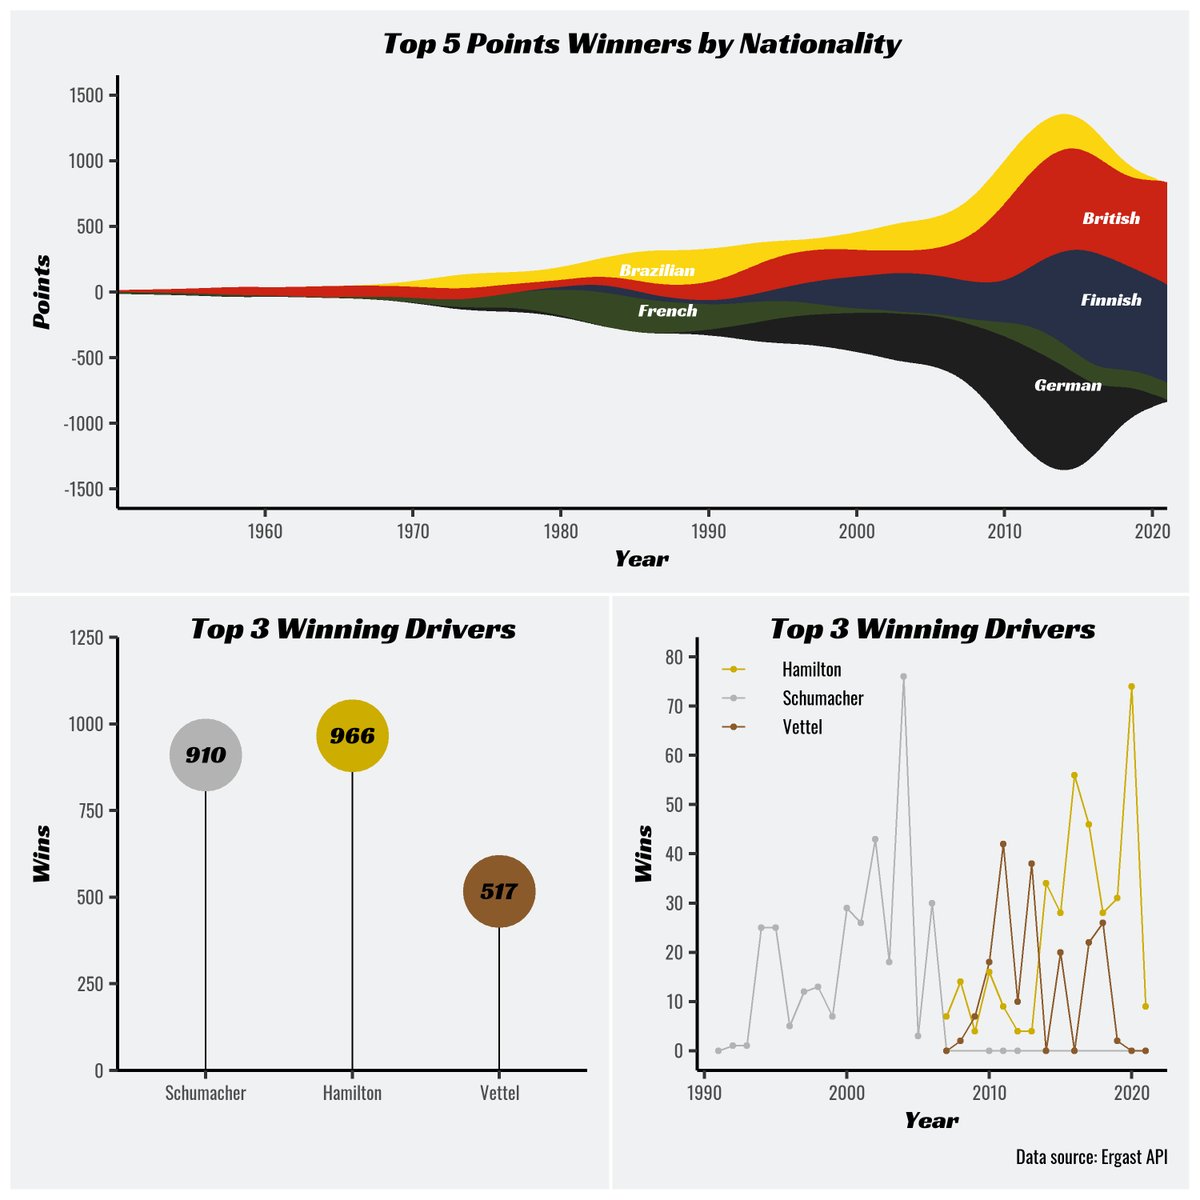 Top 5 Points Winners by Nationality
1500
1000
500
0
-500
-1000
-1500
Points
Brazilian
French
British
Finnish
German
1960 1970 1980 1990 2000 2010 2020
Year
Top 3 Winning Drivers
1250
1000
750
500
250
0
Wins
910
966
517
Schumacher Hamilton Vettel
Top 3 Winning Drivers
80
70
60
50
40
30
20
10
0
Wins
Hamilton
Schumacher
Vettel
1990 2000 2010 2020
Year
Data source: Ergast API